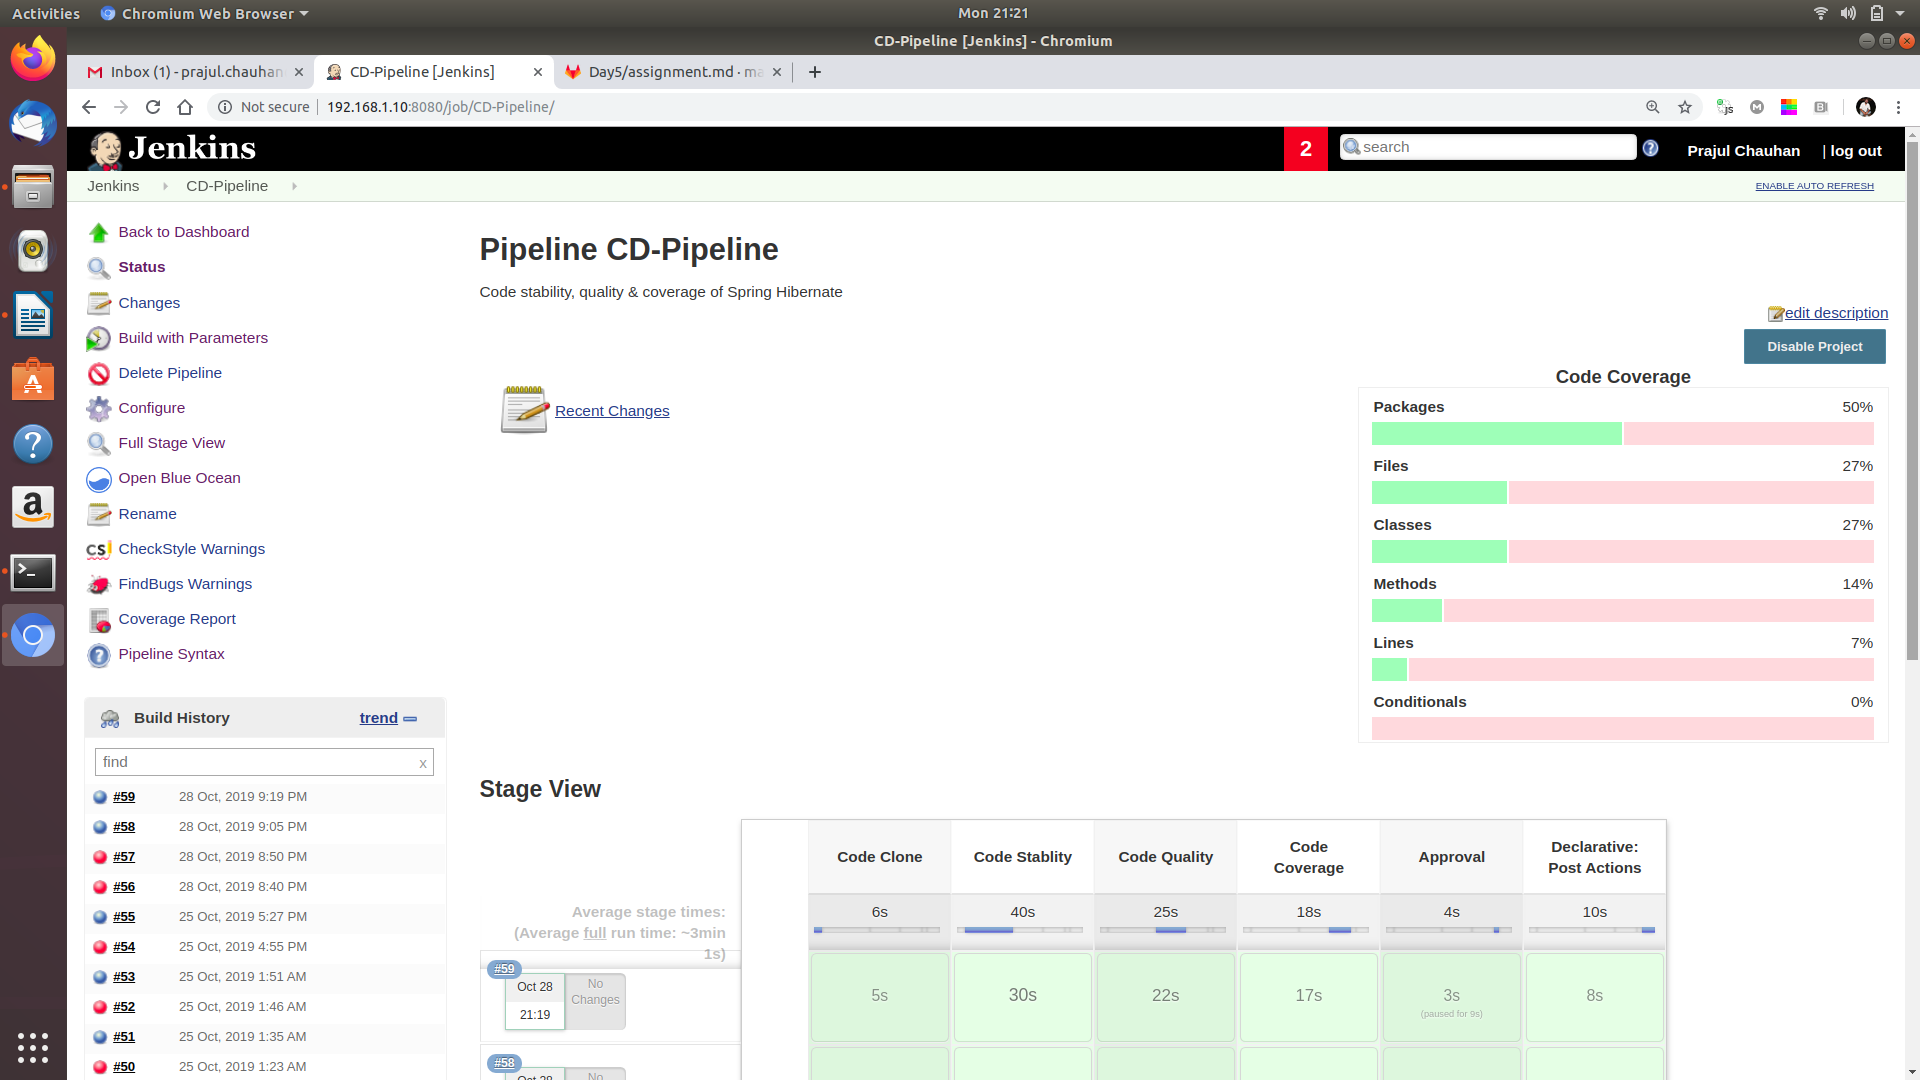 Activities
Chromium Web Browser
Mon 21:21
CD-Pipeline [Jenkins] - Chromium
Inbox (1) - prajul.chauhan
CD-Pipeline [Jenkins]
Day5/assignment.md · ma
Not secure
192.168.1.10:8080/job/CD-Pipeline/
Jenkins
2
search
Prajul Chauhan
| log out
Jenkins
CD-Pipeline
ENABLE AUTO REFRESH
Back to Dashboard
Status
Changes
Build with Parameters
Delete Pipeline
Configure
Full Stage View
Open Blue Ocean
Rename
CheckStyle Warnings
FindBugs Warnings
Coverage Report
Pipeline Syntax
Build History
trend
find
x
#59 28 Oct, 2019 9:19 PM
#58 28 Oct, 2019 9:05 PM
#57 28 Oct, 2019 8:50 PM
#56 28 Oct, 2019 8:40 PM
#55 25 Oct, 2019 5:27 PM
#54 25 Oct, 2019 4:55 PM
#53 25 Oct, 2019 1:51 AM
#52 25 Oct, 2019 1:46 AM
#51 25 Oct, 2019 1:35 AM
#50 25 Oct, 2019 1:23 AM
Pipeline CD-Pipeline
Code stability, quality & coverage of Spring Hibernate
edit description
Disable Project
Recent Changes
Code Coverage
Packages 50%
Files 27%
Classes 27%
Methods 14%
Lines 7%
Conditionals 0%
Stage View
Code Clone
Code Stablity
Code Quality
Code
Coverage
Approval
Declarative:
Post Actions
Average stage times:
(Average full run time: ~3min
1s)
6s 40s 25s 18s 4s 10s
#59
Oct 28
21:19
No
Changes
5s 30s 22s 17s 3s 8s
(paused for 9s)
#58
Oct 28
No